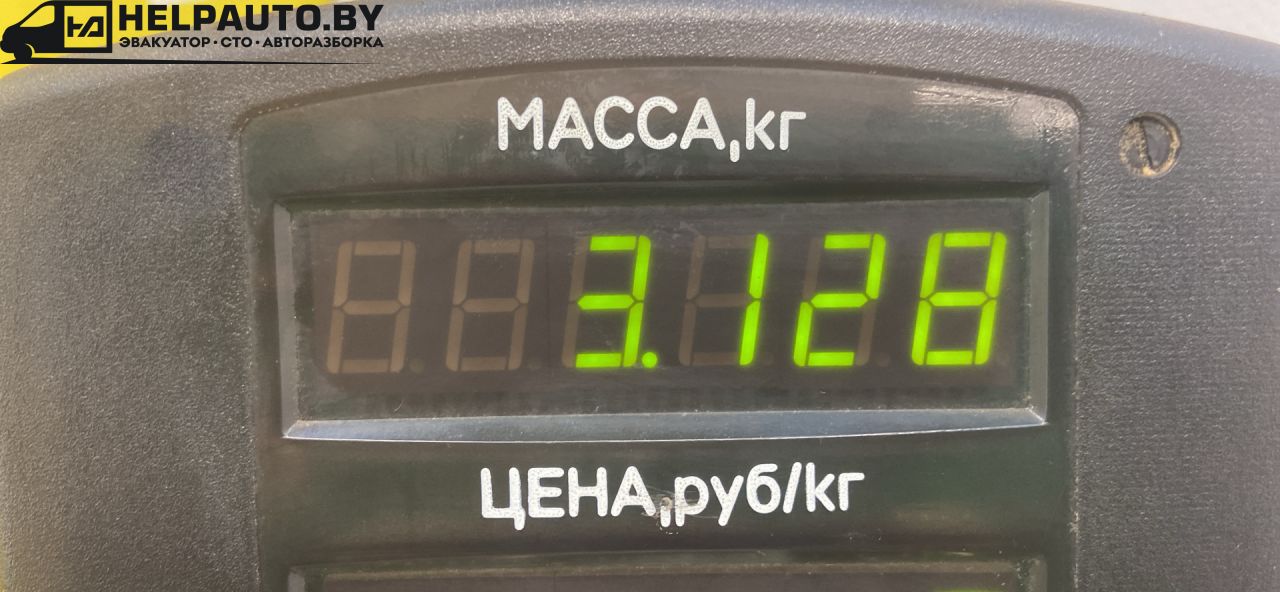 HELPAUTO.BY
ЭВАКУАТОР · СТО · АВТОРАЗБОРКА
МАССА,кг
3.128
ЦЕНА,руб/кг